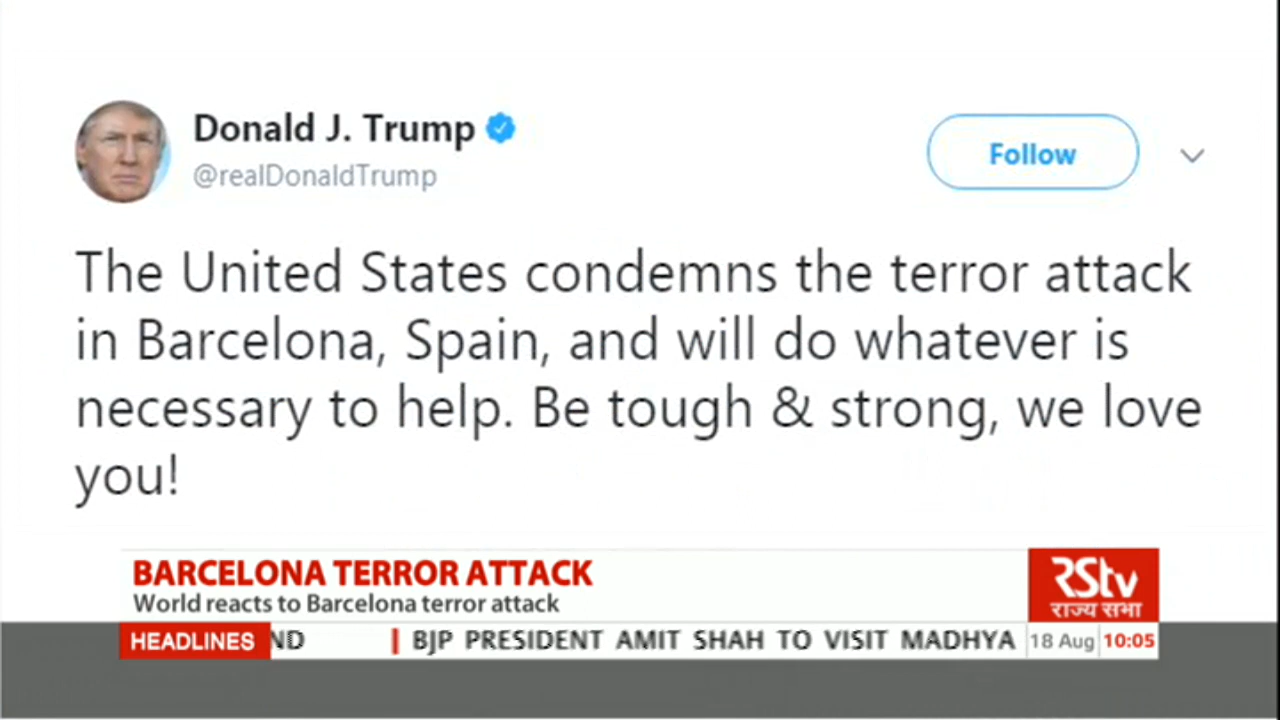 Donald J. Trump
@realDonaldTrump
Follow
The United States condemns the terror attack
in Barcelona, Spain, and will do whatever is
necessary to help. Be tough & strong, we love
you!
BARCELONA TERROR ATTACK
World reacts to Barcelona terror attack
RStv
राज्य सभा
HEADLINES ND | BJP PRESIDENT AMIT SHAH TO VISIT MADHYA 18 Aug 10:05